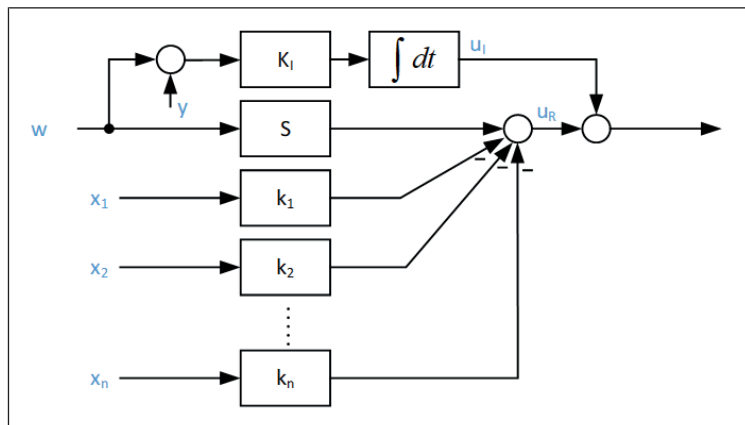 K_I
∫ dt
u_I
y
w
S
u_R
x_1
k_1
x_2
k_2
x_n
k_n